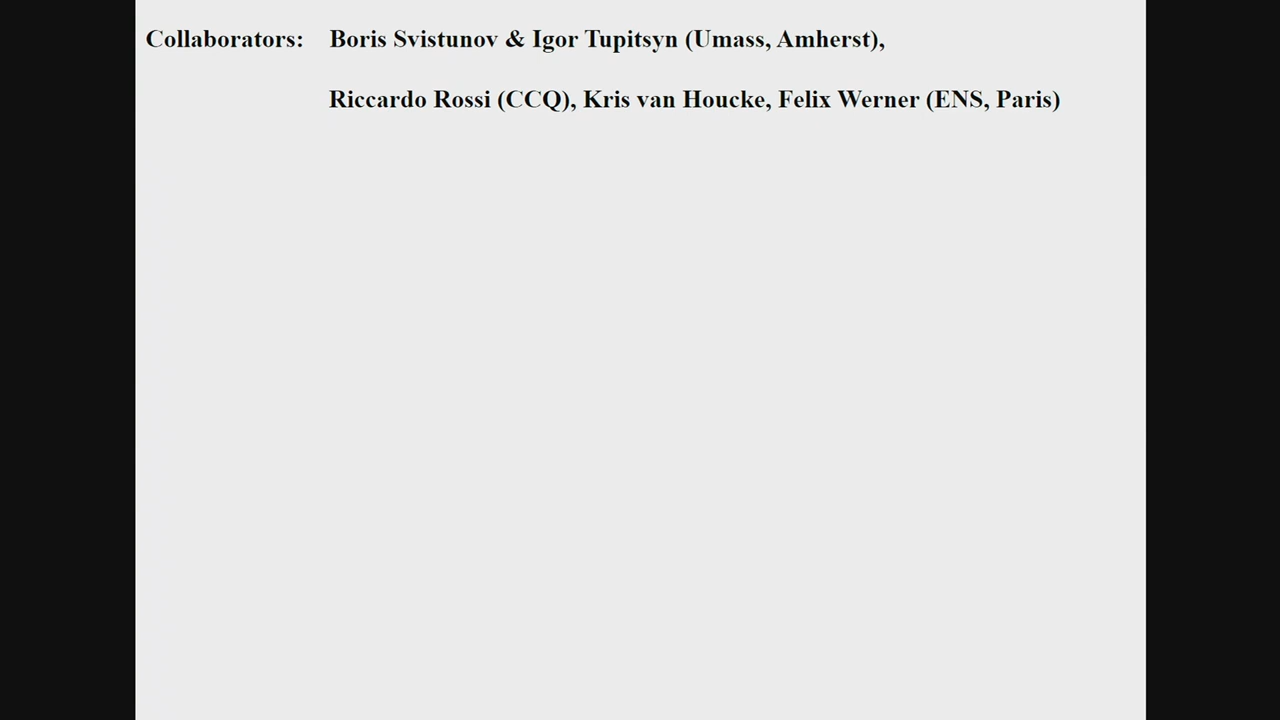 Collaborators: Boris Svistunov & Igor Tupitsyn (Umass, Amherst),
Riccardo Rossi (CCQ), Kris van Houcke, Felix Werner (ENS, Paris)